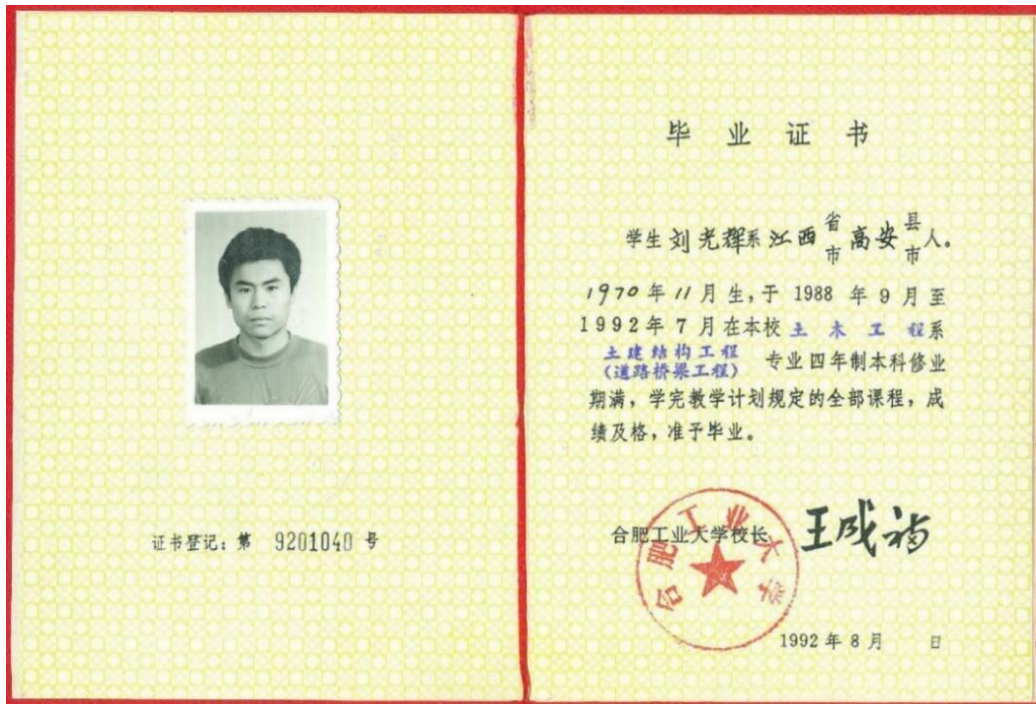 证书登记：第 9201040 号
毕业证书
学生刘光辉系江西省市高安县市人。
1970年11月生，于 1988 年 9 月至
1992年 7 月在本校土木工程系
土建结构工程
（道路桥梁工程） 专业四年制本科修业
期满，学完教学计划规定的全部课程，成
绩及格，准予毕业。
合肥工业大学校长
合肥工业大学
1992 年 8 月 日